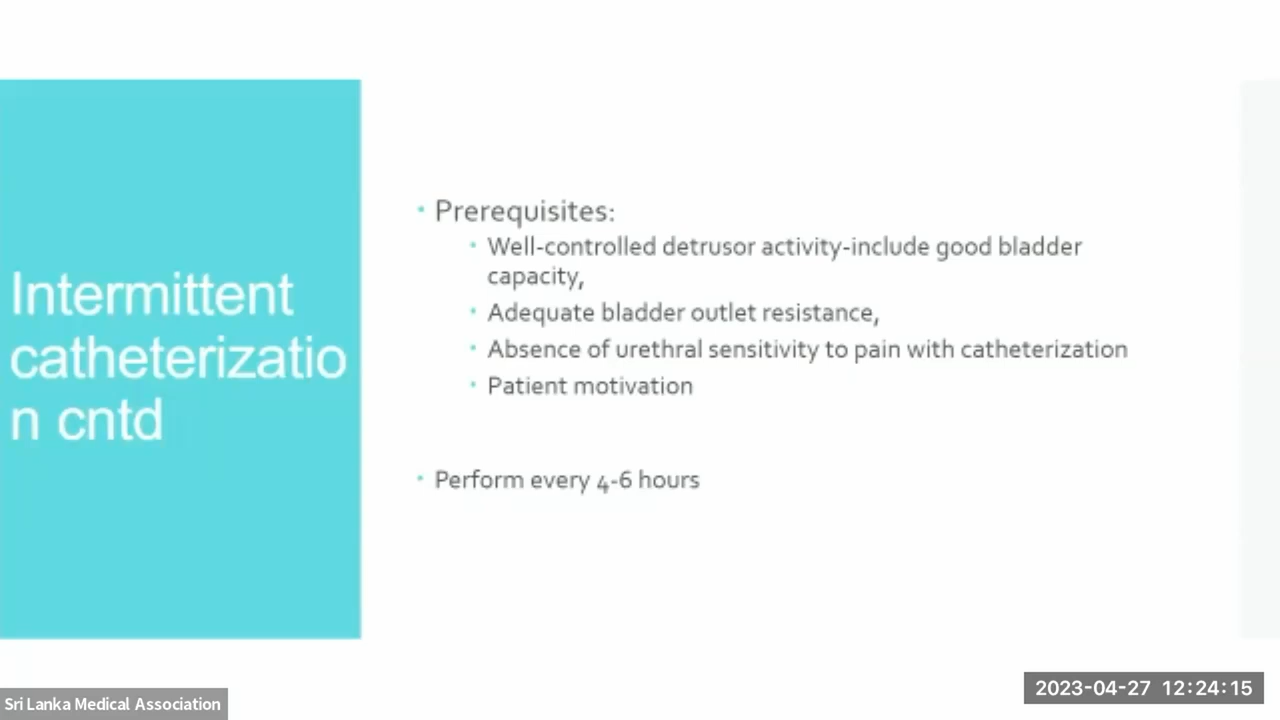 Intermittent
catheterizatio
n cntd
Prerequisites:
Well-controlled detrusor activity-include good bladder
capacity,
Adequate bladder outlet resistance,
Absence of urethral sensitivity to pain with catheterization
Patient motivation
Perform every 4-6 hours
Sri Lanka Medical Association
2023-04-27 12:24:15